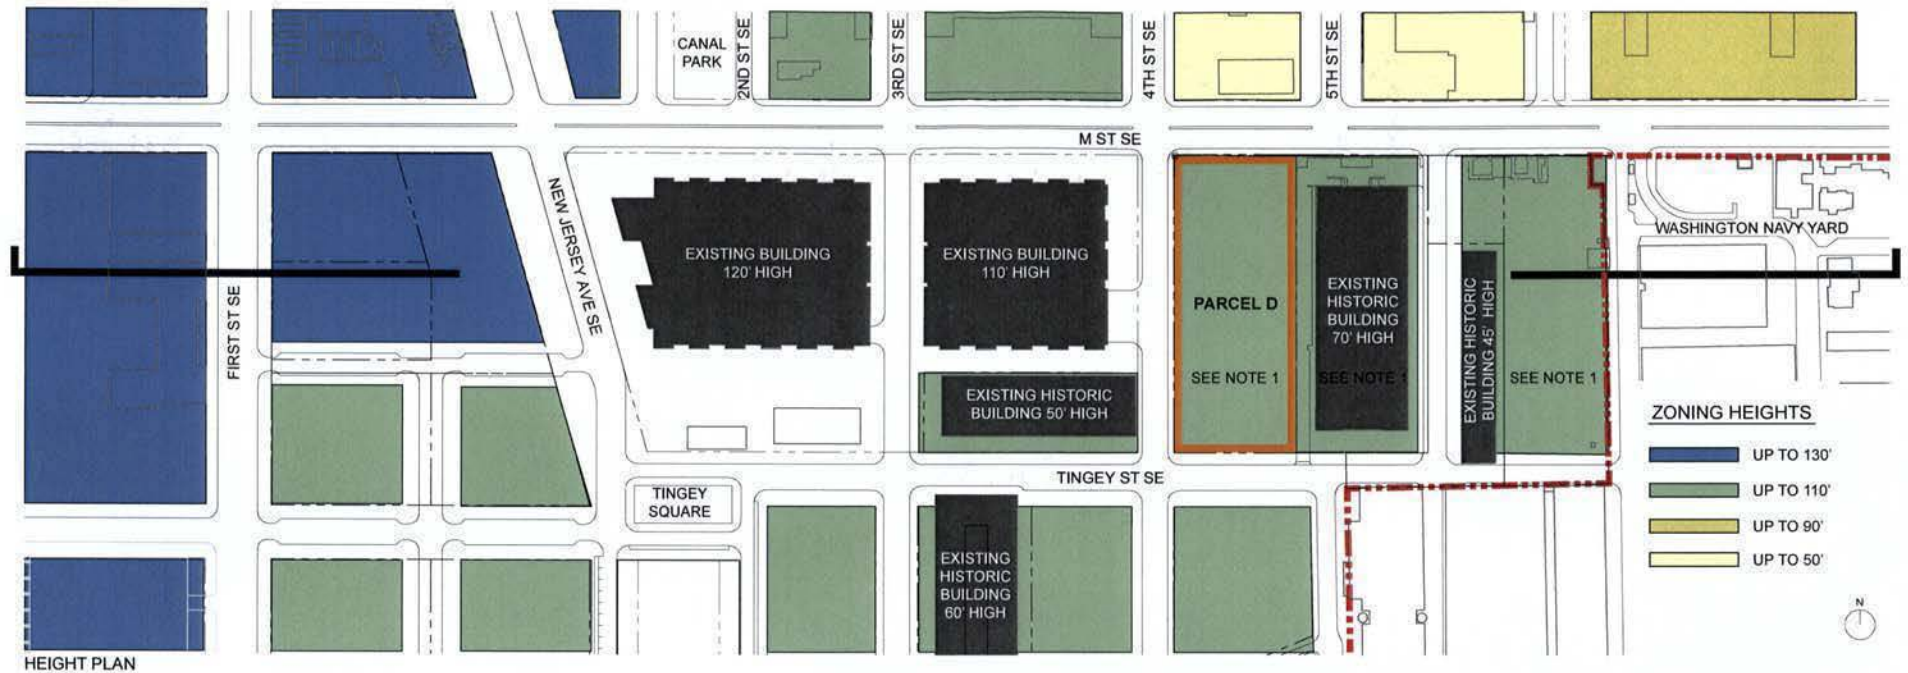 CANAL
PARK
2ND ST SE
3RD ST SE
4TH ST SE
5TH ST SE
M ST SE
FIRST ST SE
NEW JERSEY AVE SE
EXISTING BUILDING
120' HIGH
EXISTING BUILDING
110' HIGH
EXISTING HISTORIC
BUILDING 50' HIGH
PARCEL D
SEE NOTE 1
EXISTING
HISTORIC
BUILDING
70' HIGH
SEE NOTE 1
EXISTING HISTORIC
BUILDING 45' HIGH
SEE NOTE 1
WASHINGTON NAVY YARD
TINGEY ST SE
TINGEY
SQUARE
EXISTING
HISTORIC
BUILDING
60' HIGH
ZONING HEIGHTS
UP TO 130'
UP TO 110'
UP TO 90'
UP TO 50'
N
HEIGHT PLAN